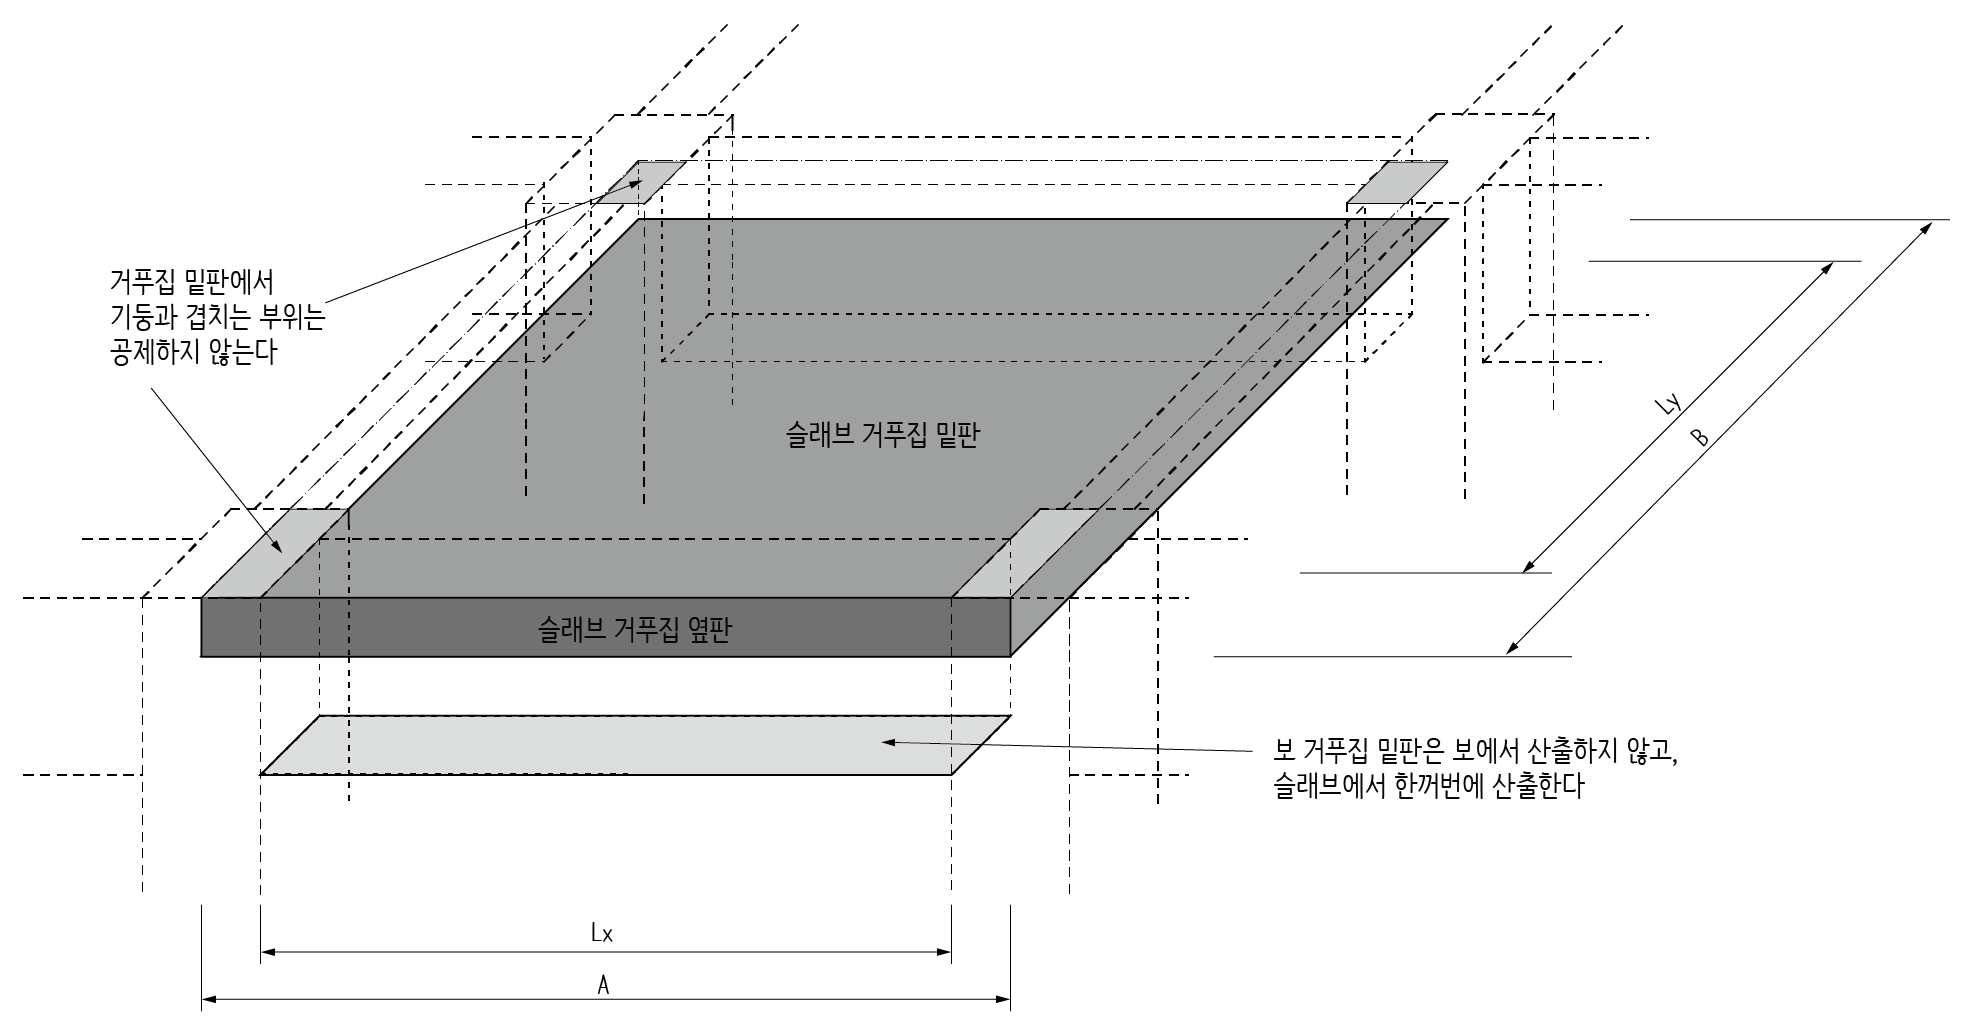 거푸집 밑판에서
기둥과 겹치는 부위는
공제하지 않는다
슬래브 거푸집 밑판
Ly
B
슬래브 거푸집 옆판
보 거푸집 밑판은 보에서 산출하지 않고,
슬래브에서 한꺼번에 산출한다
Lx
A